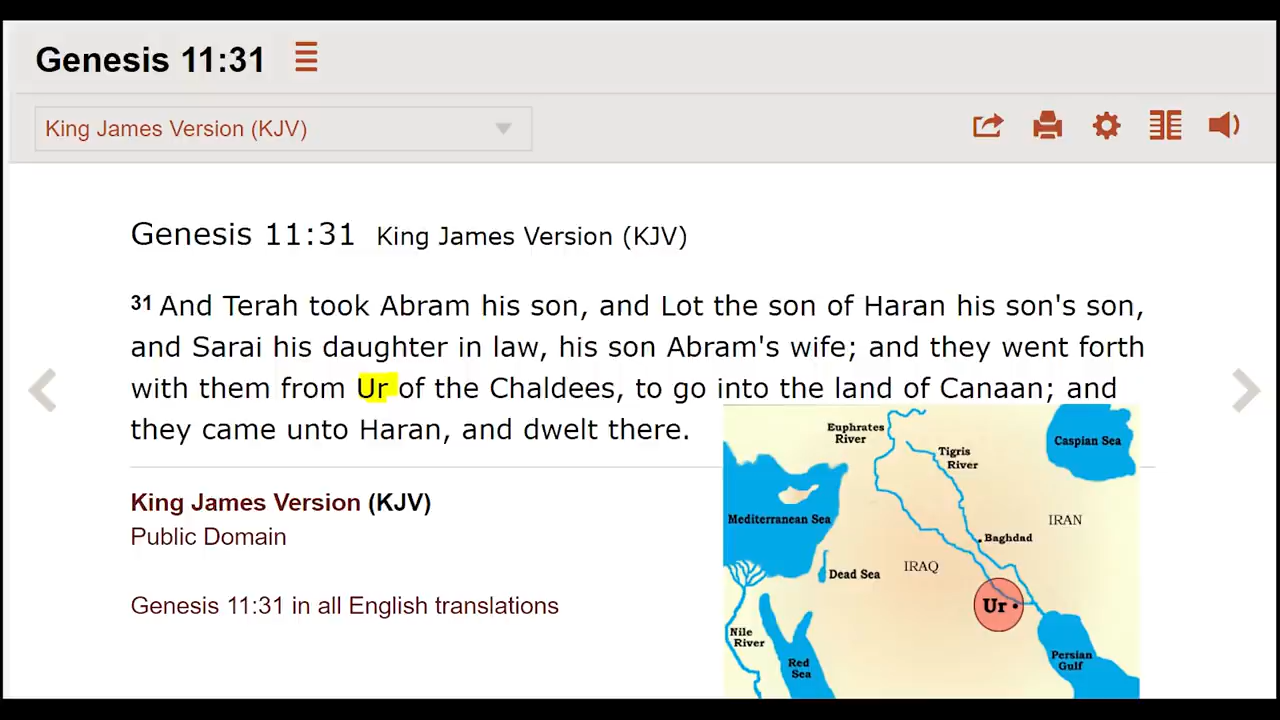 Genesis 11:31
King James Version (KJV)
Genesis 11:31 King James Version (KJV)
31 And Terah took Abram his son, and Lot the son of Haran his son's son,
and Sarai his daughter in law, his son Abram's wife; and they went forth
with them from Ur of the Chaldees, to go into the land of Canaan; and
they came unto Haran, and dwelt there.
King James Version (KJV)
Public Domain
Genesis 11:31 in all English translations
Euphrates
River
Tigris
River
Caspian Sea
Mediterranean Sea
IRAN
Baghdad
Dead Sea
IRAQ
Ur
Nile
River
Red
Sea
Persian
Gulf